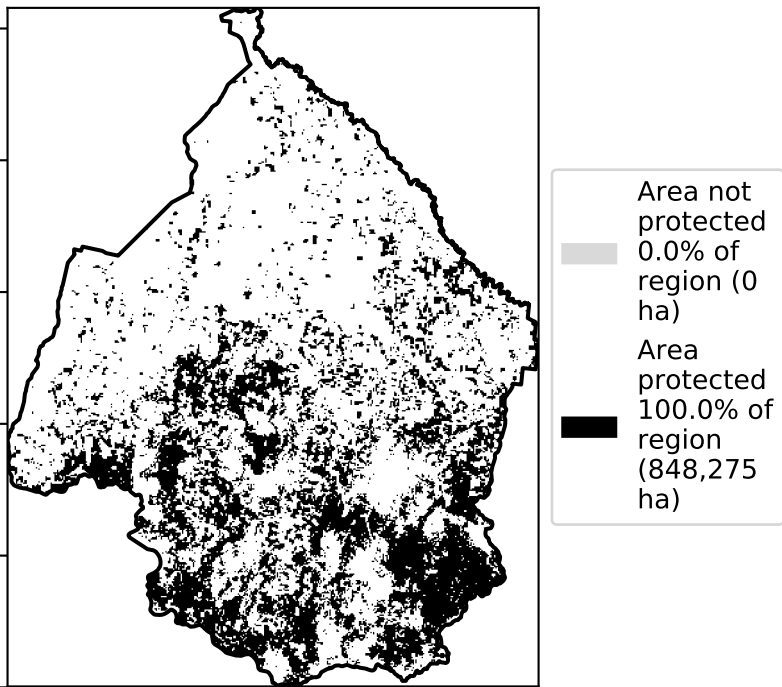 Area not
protected
0.0% of
region (0
ha)
Area
protected
100.0% of
region
(848,275
ha)